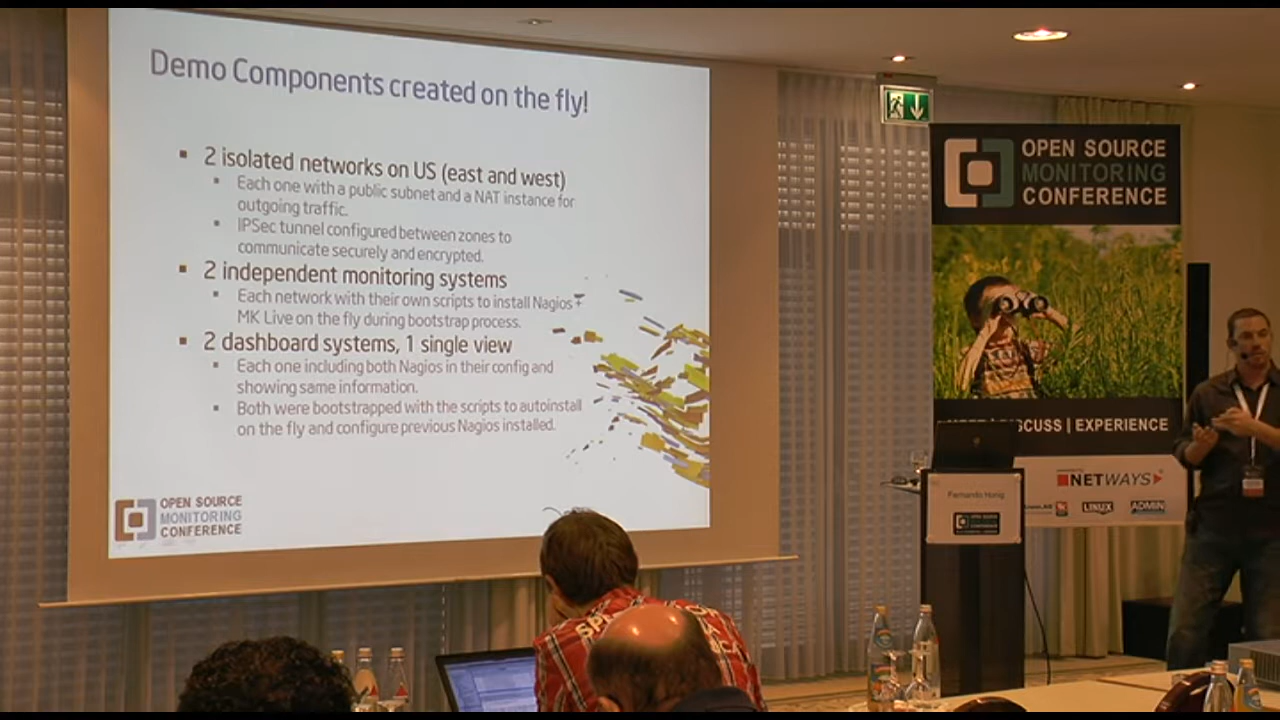 Demo Components created on the fly!
▪ 2 isolated networks on US (east and west)
▪ Each one with a public subnet and a NAT instance for
outgoing traffic.
▪ IPSec tunnel configured between zones to
communicate securely and encrypted.
▪ 2 independent monitoring systems
▪ Each network with their own scripts to install Nagios +
MK Live on the fly during bootstrap process.
▪ 2 dashboard systems, 1 single view
▪ Each one including both Nagios in their config and
showing same information.
▪ Both were bootstrapped with the scripts to autoinstall
on the fly and configure previous Nagios installed.
OPEN SOURCE
MONITORING
CONFERENCE
OPEN SOURCE
MONITORING
CONFERENCE
CUSS | EXPERIENCE
NETWAYS
LINUX
ADMIN
Fernando Hönig